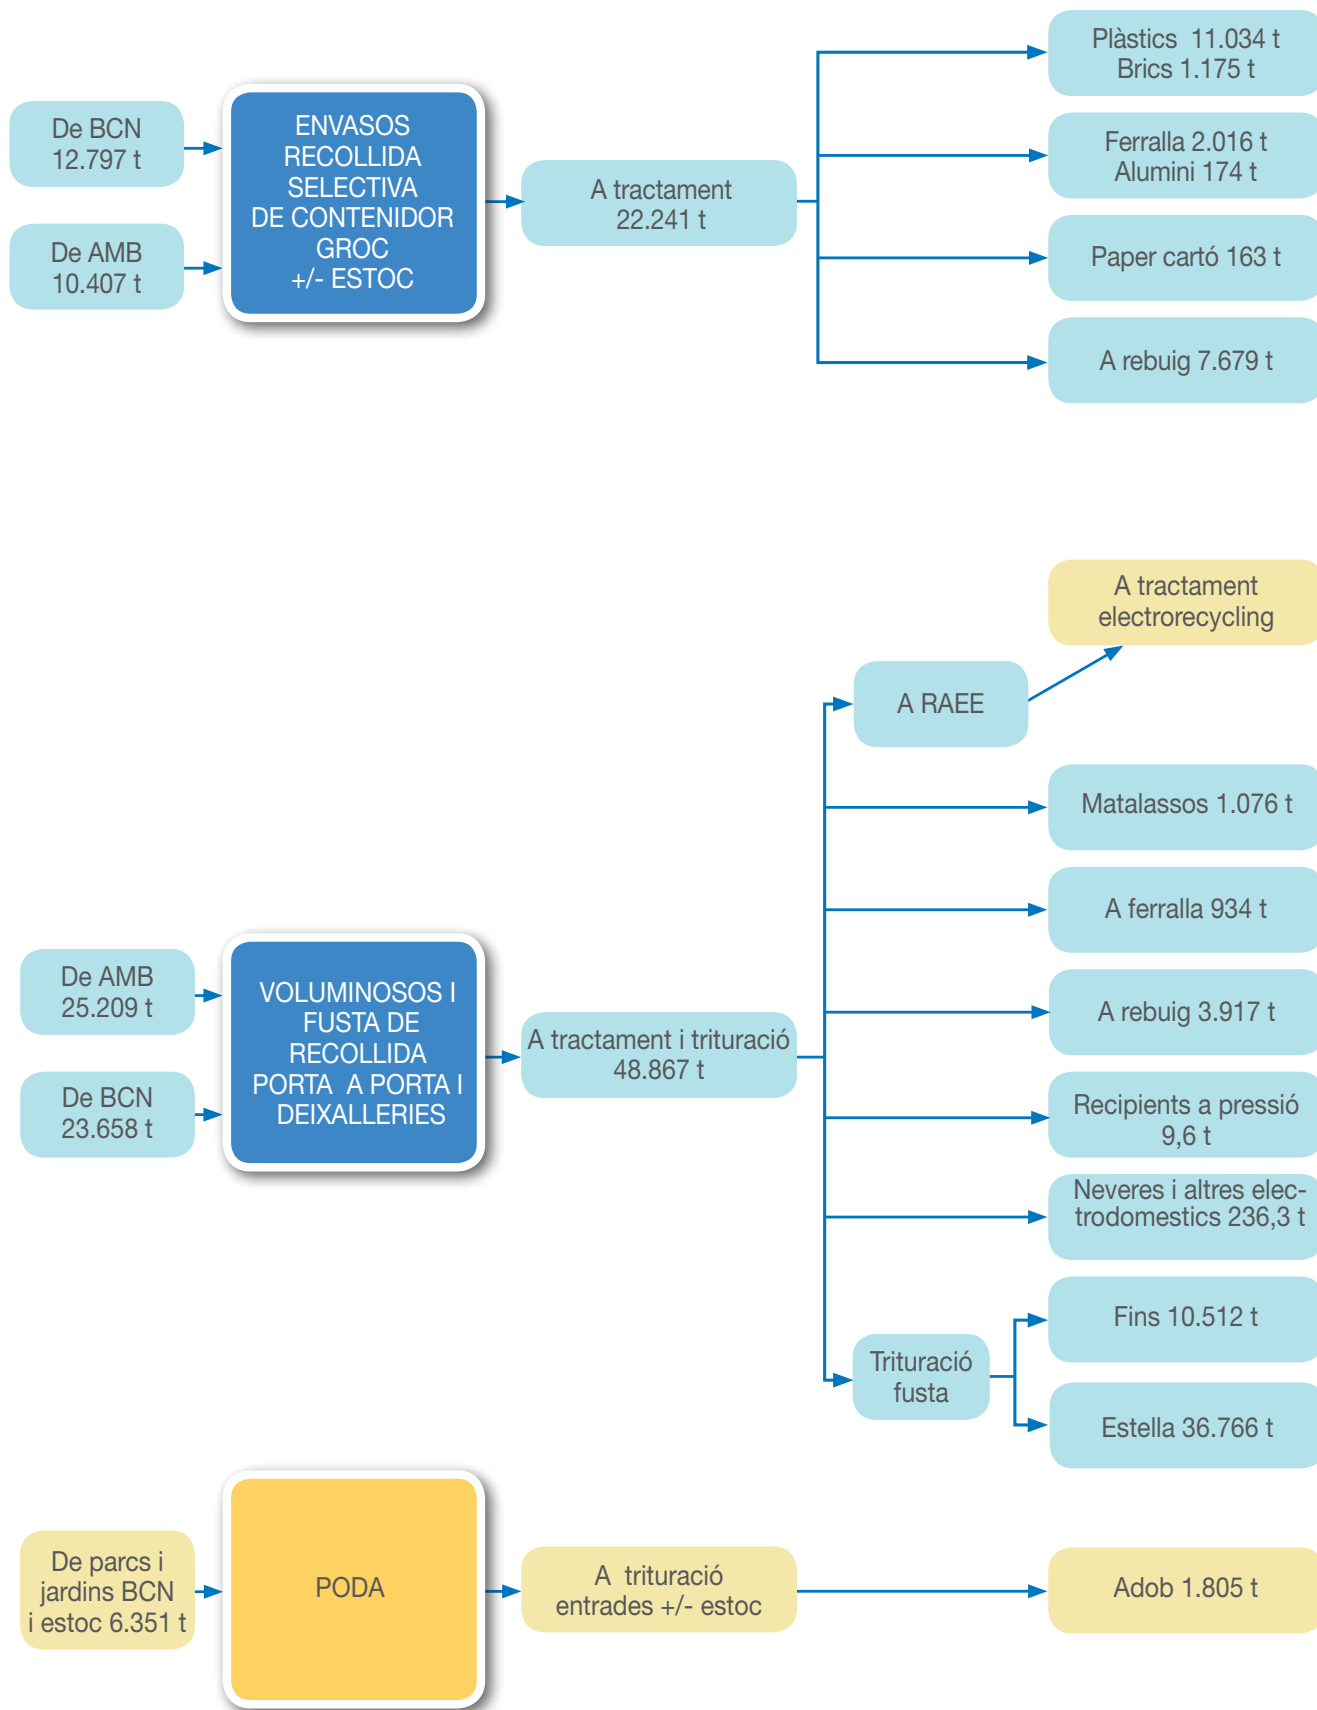 De BCN
12.797 t
De AMB
10.407 t
ENVASOS
RECOLLIDA
SELECTIVA
DE CONTENIDOR
GROC
+/- ESTOC
A tractament
22.241 t
Plàstics 11.034 t
Brics 1.175 t
Ferralla 2.016 t
Alumini 174 t
Paper cartó 163 t
A rebuig 7.679 t
De AMB
25.209 t
De BCN
23.658 t
VOLUMINOSOS I
FUSTA DE
RECOLLIDA
PORTA A PORTA I
DEIXALLERIES
A tractament i trituració
48.867 t
A RAEE
A tractament
electrorecycling
Matalassos 1.076 t
A ferralla 934 t
A rebuig 3.917 t
Recipients a pressió
9,6 t
Neveres i altres elec-
trodomestics 236,3 t
Trituració
fusta
Fins 10.512 t
Estella 36.766 t
De parcs i
jardins BCN
i estoc 6.351 t
PODA
A trituració
entrades +/- estoc
Adob 1.805 t